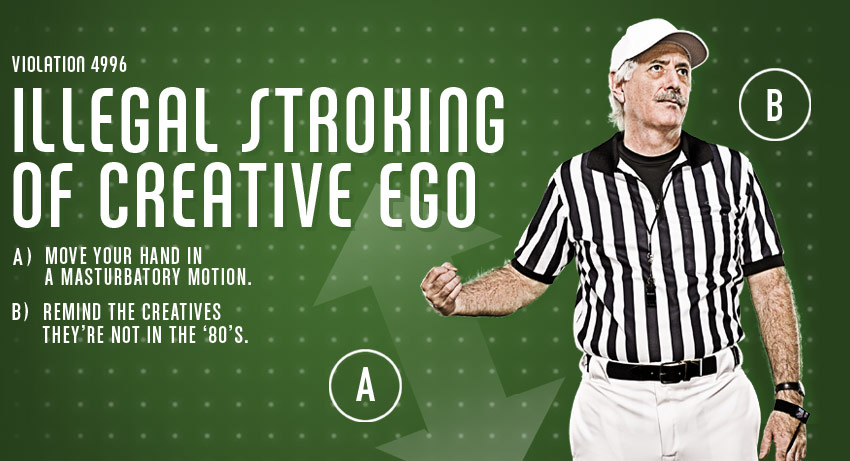 VIOLATION 4996
ILLEGAL STROKING
OF CREATIVE EGO
A) MOVE YOUR HAND IN
A MASTURBATORY MOTION.
B) REMIND THE CREATIVES
THEY'RE NOT IN THE '80'S.
B
A